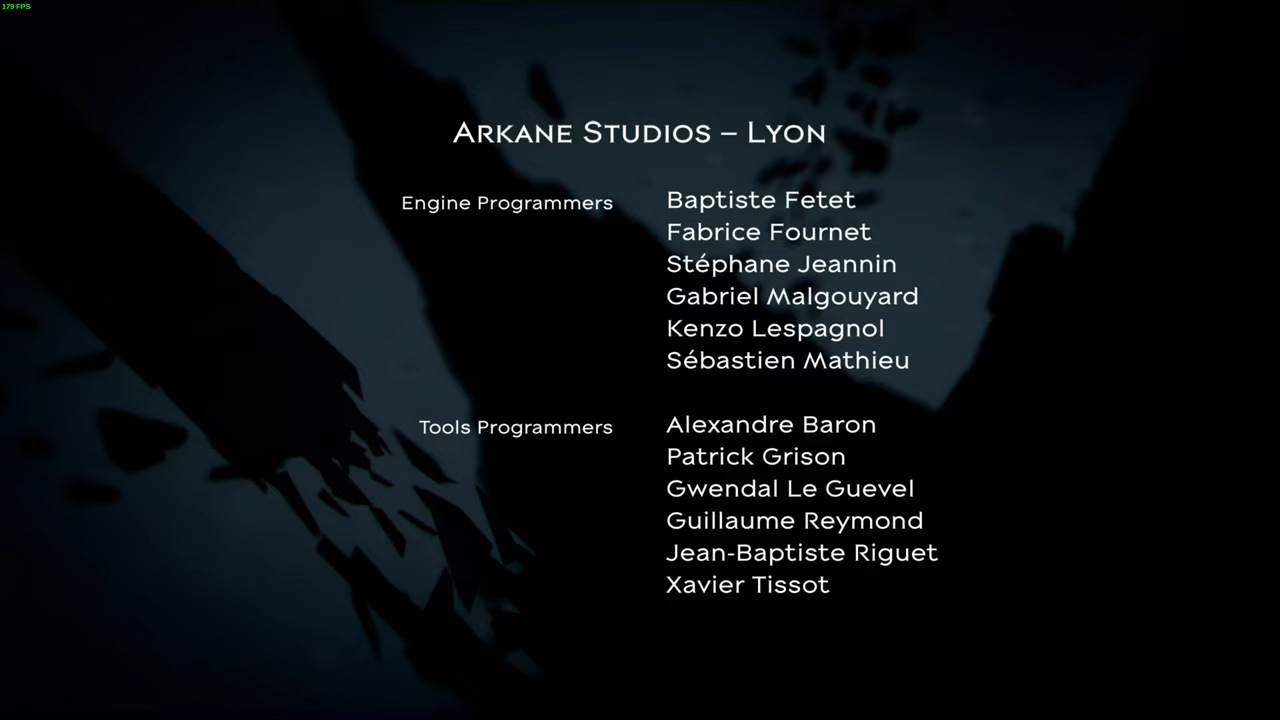 179 FPS
Arkane Studios – Lyon
Engine Programmers Baptiste Fetet
Fabrice Fournet
Stéphane Jeannin
Gabriel Malgouyard
Kenzo Lespagnol
Sébastien Mathieu
Tools Programmers Alexandre Baron
Patrick Grison
Gwendal Le Guevel
Guillaume Reymond
Jean-Baptiste Riguet
Xavier Tissot